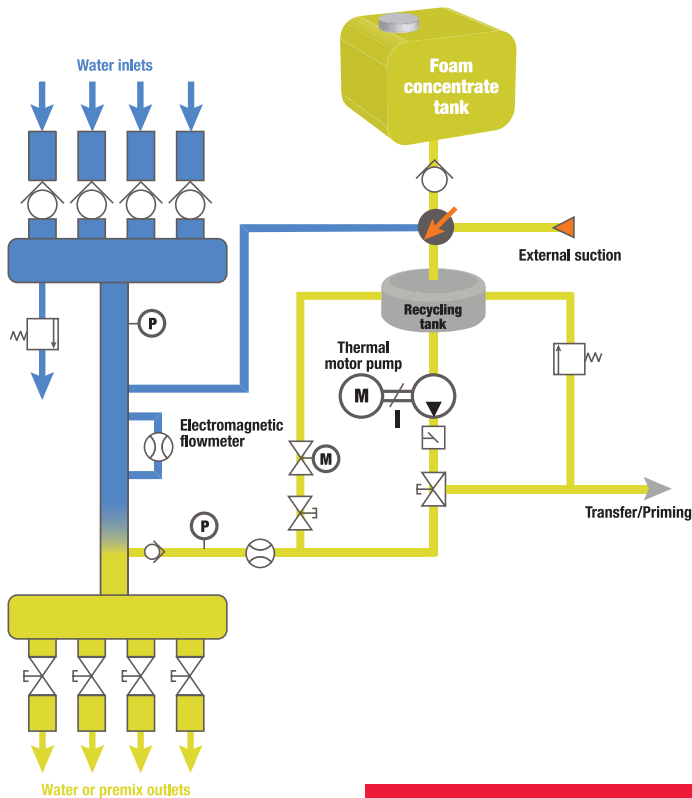 Water inlets
Foam
concentrate
tank
External suction
Recycling
tank
P
Thermal
motor pump
M
I
Electromagnetic
flowmeter
M
P
Transfer/Priming
Water or premix outlets